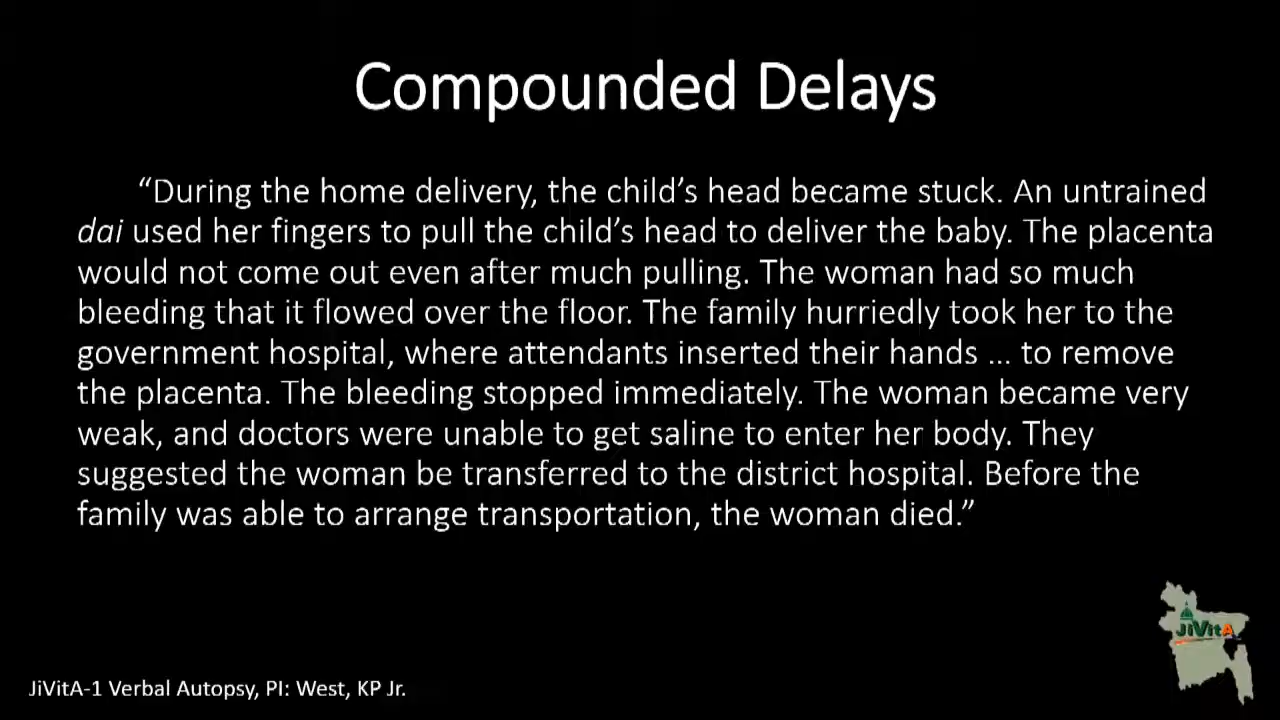 Compounded Delays
“During the home delivery, the child’s head became stuck. An untrained
dai used her fingers to pull the child’s head to deliver the baby. The placenta
would not come out even after much pulling. The woman had so much
bleeding that it flowed over the floor. The family hurriedly took her to the
government hospital, where attendants inserted their hands ... to remove
the placenta. The bleeding stopped immediately. The woman became very
weak, and doctors were unable to get saline to enter her body. They
suggested the woman be transferred to the district hospital. Before the
family was able to arrange transportation, the woman died.”
JiVitA
JiVitA-1 Verbal Autopsy, PI: West, KP Jr.